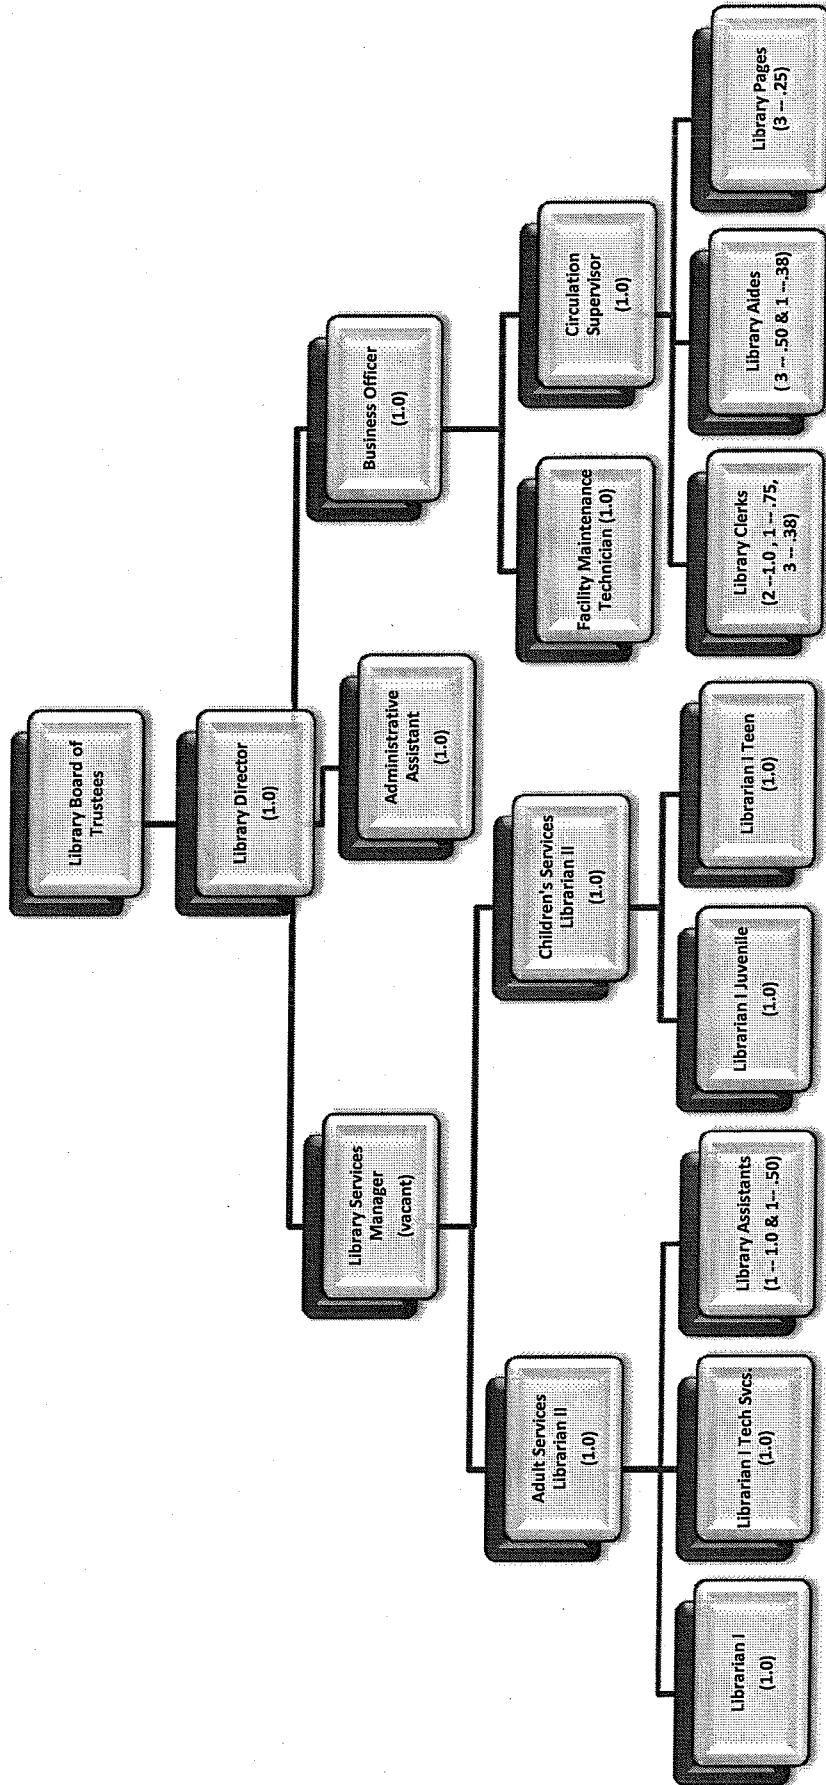 Library Board of
Trustees
Library Director
(1.0)
Administrative
Assistant
(1.0)
Library Services
Manager
(vacant)
Business Officer
(1.0)
Adult Services
Librarian II
(1.0)
Children's Services
Librarian II
(1.0)
Facility Maintenance
Technician (1.0)
Circulation
Supervisor
(1.0)
Librarian I
(1.0)
Librarian I Tech Svcs.
(1.0)
Library Assistants
(1 -- 1.0 & 1-- .50)
Librarian I Juvenile
(1.0)
Librarian I Teen
(1.0)
Library Clerks
(2 --1.0 , 1 -- .75,
3 -- .38)
Library Aides
( 3 -- .50 & 1 --.38)
Library Pages
(3 -- .25)